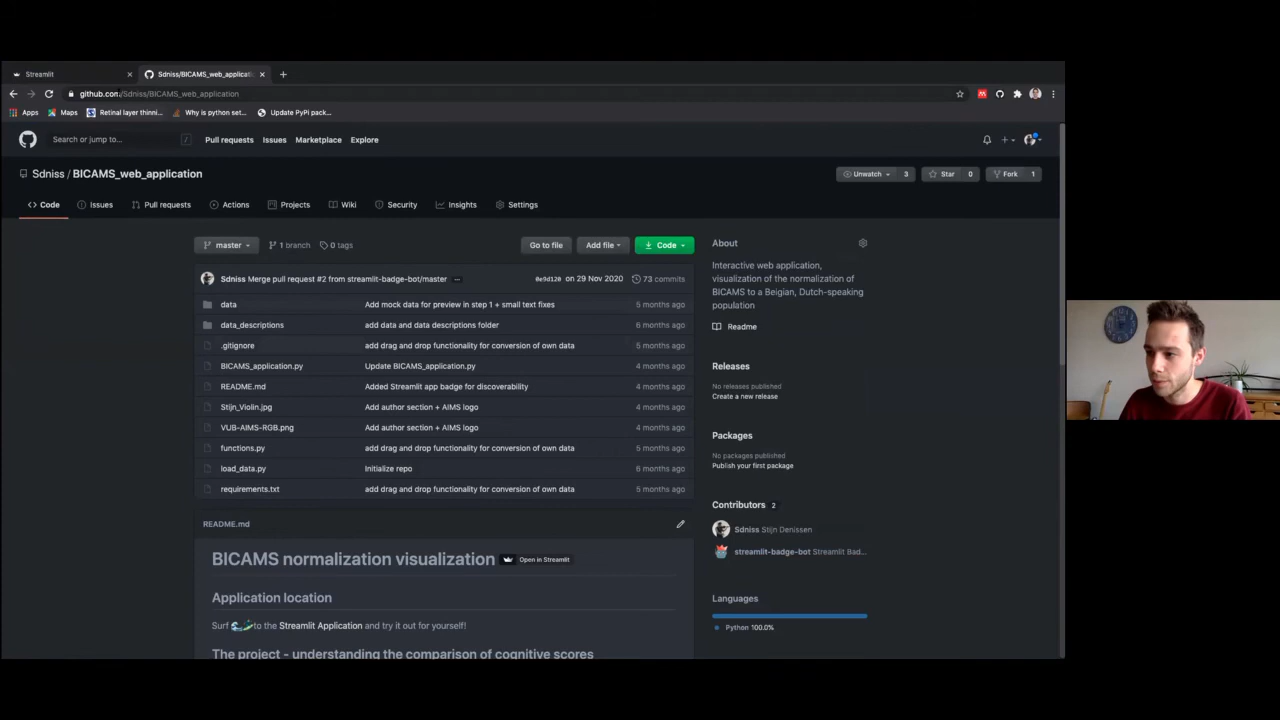 Streamlit
Sdniss/BICAMS_web_applicati
github.com/Sdniss/BICAMS_web_application
Apps Maps Retinal layer thinni... Why is python set... Update PyPi pack...
Search or jump to... / Pull requests Issues Marketplace Explore
Sdniss / BICAMS_web_application
Unwatch 3 Star 0 Fork 1
Code Issues Pull requests Actions Projects Wiki Security Insights Settings
master 1 branch 0 tags Go to file Add file Code
Sdniss Merge pull request #2 from streamlit-badge-bot/master ... 0e9d120 on 29 Nov 2020 73 commits
data Add mock data for preview in step 1 + small text fixes 5 months ago
data_descriptions add data and data descriptions folder 6 months ago
.gitignore add drag and drop functionality for conversion of own data 5 months ago
BICAMS_application.py Update BICAMS_application.py 4 months ago
README.md Added Streamlit app badge for discoverability 4 months ago
Stijn_Violin.jpg Add author section + AIMS logo 4 months ago
VUB-AIMS-RGB.png Add author section + AIMS logo 4 months ago
functions.py add drag and drop functionality for conversion of own data 5 months ago
load_data.py Initialize repo 6 months ago
requirements.txt add drag and drop functionality for conversion of own data 5 months ago
README.md
BICAMS normalization visualization Open in Streamlit
Application location
Surf to the Streamlit Application and try it out for yourself!
The project - understanding the comparison of cognitive scores
About
Interactive web application,
visualization of the normalization of
BICAMS to a Belgian, Dutch-speaking
population
Readme
Releases
No releases published
Create a new release
Packages
No packages published
Publish your first package
Contributors 2
Sdniss Stijn Denissen
streamlit-badge-bot Streamlit Bad...
Languages
Python 100.0%